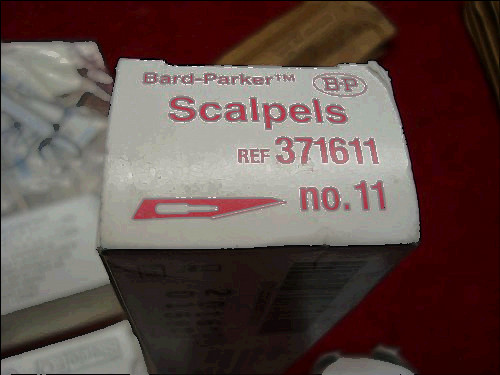 Bard-Parker™ BP
Scalpels
REF 371611
no.11